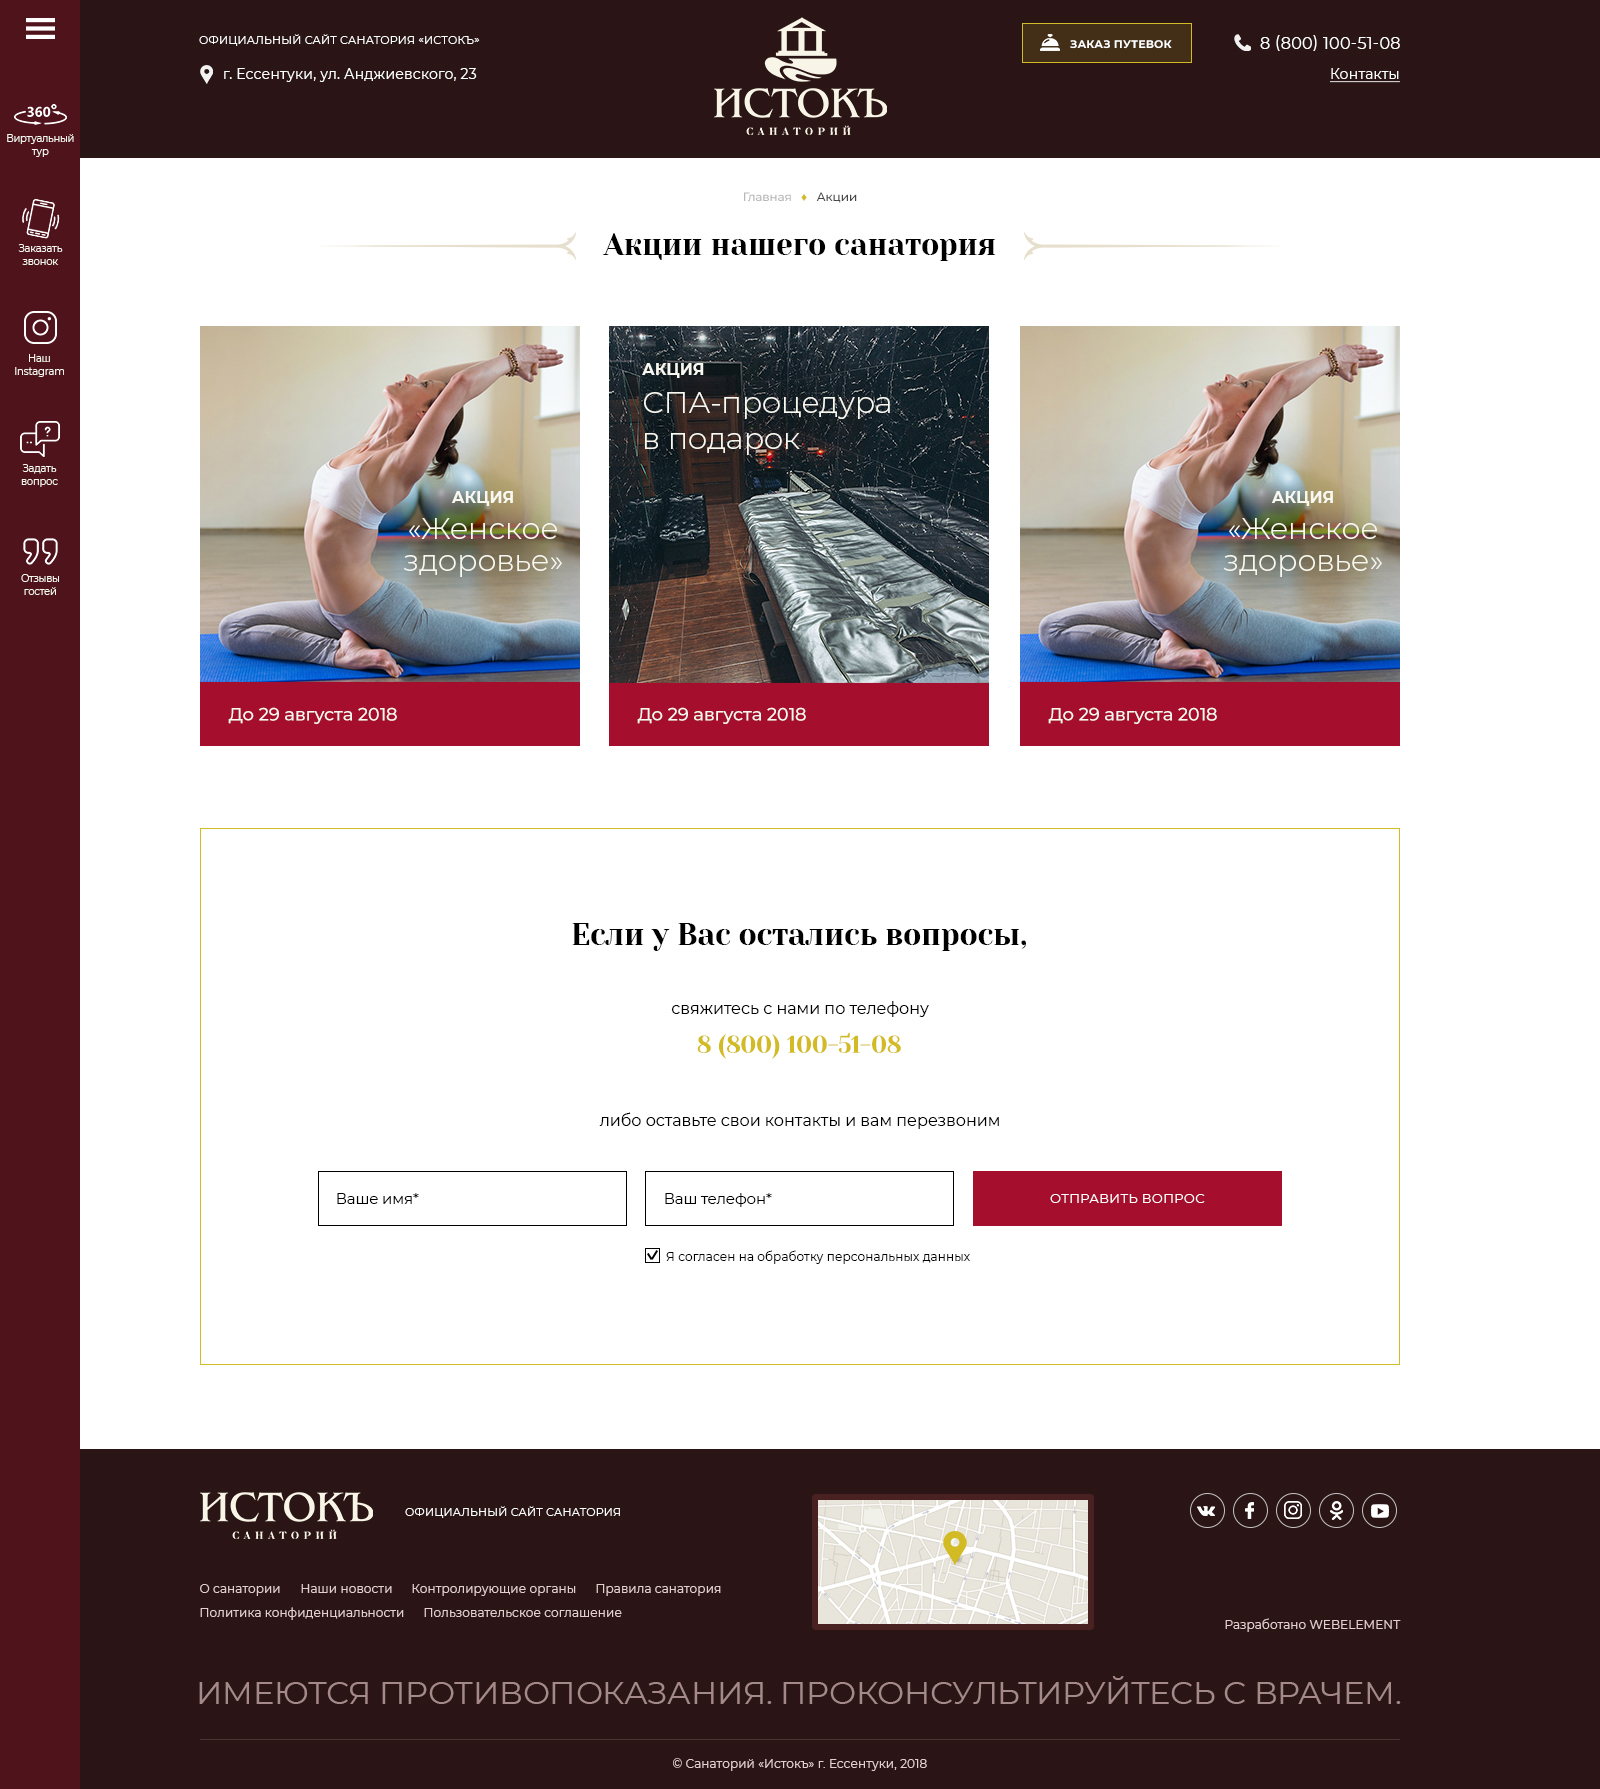 ОФИЦИАЛЬНЫЙ САЙТ САНАТОРИЯ «ИСТОКЪ»
г. Ессентуки, ул. Анджиевского, 23
ИСТОКЪ
САНАТОРИЙ
ЗАКАЗ ПУТЕВОК
8 (800) 100-51-08
Контакты
360°
Виртуальный
тур
Заказать
звонок
Наш
Instagram
Задать
вопрос
Отзывы
гостей
Главная ♦ Акции
Акции нашего санатория
АКЦИЯ
«Женское
здоровье»
До 29 августа 2018
АКЦИЯ
СПА-процедура
в подарок
До 29 августа 2018
АКЦИЯ
«Женское
здоровье»
До 29 августа 2018
Если у Вас остались вопросы,
свяжитесь с нами по телефону
8 (800) 100-51-08
либо оставьте свои контакты и вам перезвоним
Ваше имя*
Ваш телефон*
ОТПРАВИТЬ ВОПРОС
Я согласен на обработку персональных данных
ИСТОКЪ
САНАТОРИЙ
ОФИЦИАЛЬНЫЙ САЙТ САНАТОРИЯ
О санатории Наши новости Контролирующие органы Правила санатория
Политика конфиденциальности Пользовательское соглашение
Разработано WEBELEMENT
ИМЕЮТСЯ ПРОТИВОПОКАЗАНИЯ. ПРОКОНСУЛЬТИРУЙТЕСЬ С ВРАЧЕМ.
© Санаторий «Истокъ» г. Ессентуки, 2018